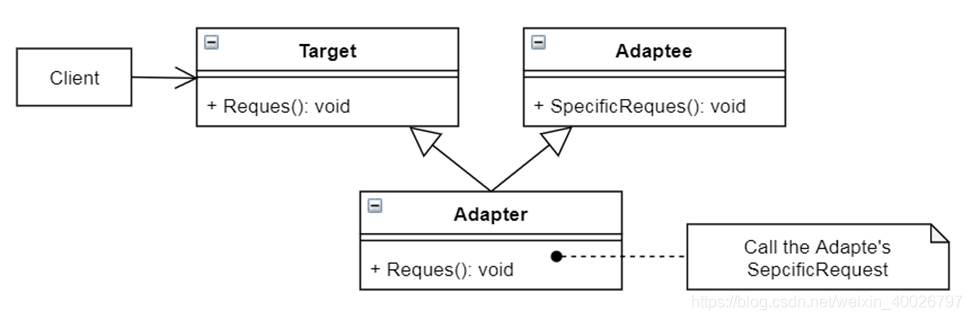 Client
Target
+ Reques(): void
Adaptee
+ SpecificReques(): void
Adapter
+ Reques(): void
Call the Adapte's
SepcificRequest
https://blog.csdn.net/weixin_40026797